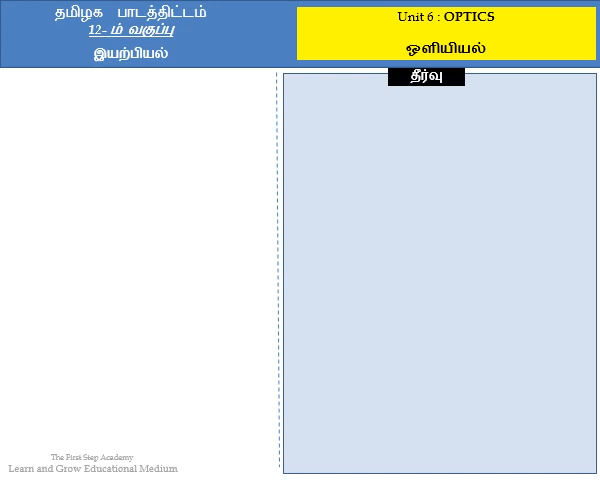 தமிழக பாடத்திட்டம்
12- ம் வகுப்பு
இயற்பியல்
Unit 6 : OPTICS
ஒளியியல்
தீர்வு
The First Step Academy
Learn and Grow Educational Medium